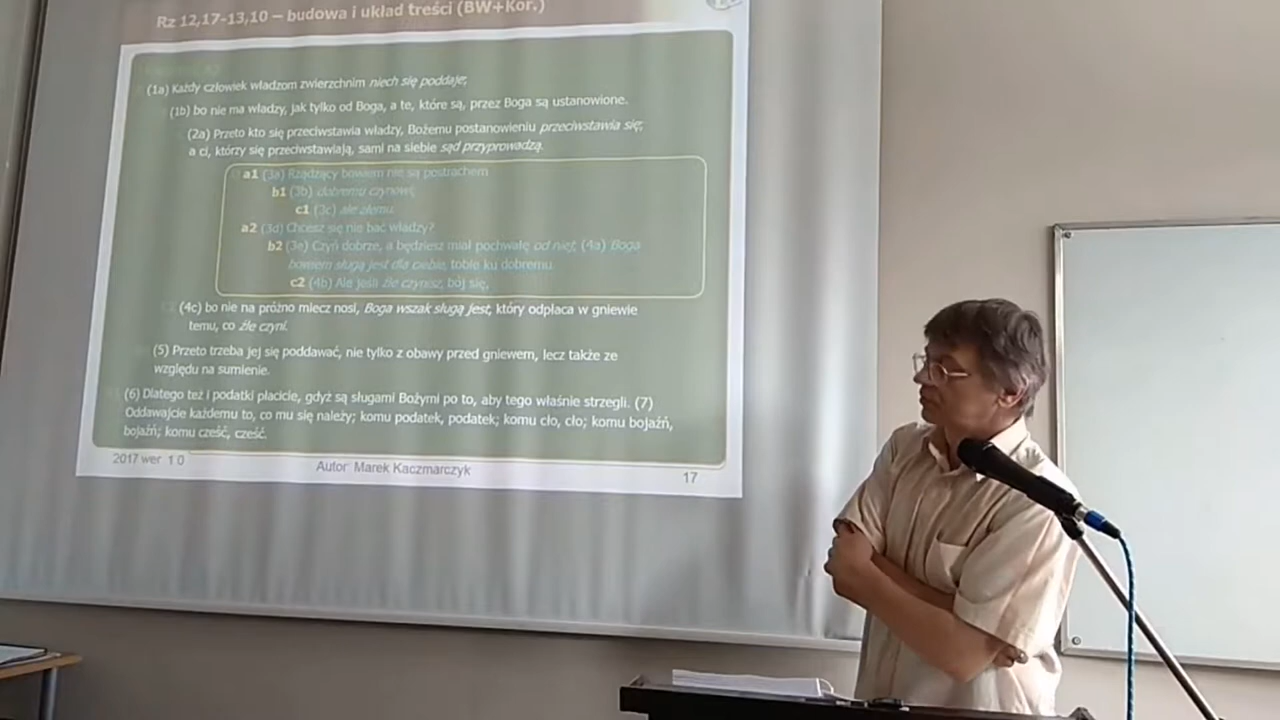 Rz 12,17-13,10 – budowa i układ treści (BW+Kor.)
(1a) Każdy człowiek władzom zwierzchnim niech się poddaje;
(1b) bo nie ma władzy, jak tylko od Boga, a te, które są, przez Boga są ustanowione.
(2a) Przeto kto się przeciwstawia władzy, Bożemu postanowieniu przeciwstawia się;
a ci, którzy się przeciwstawiają, sami na siebie sąd przyprowadzą.
a1 (3a) Rządzący bowiem nie są postrachem
b1 (3b) dobremu czynowi;
c1 (3c) ale złemu.
a2 (3d) Chcesz się nie bać władzy?
b2 (3e) Czyń dobrze, a będziesz miał pochwałę od niej; (4a) Boga
bowiem sługą jest dla ciebie, tobie ku dobremu.
c2 (4b) Ale jeśli źle czynisz, bój się,
(4c) bo nie na próżno miecz nosi, Boga wszak sługą jest, który odpłaca w gniewie
temu, co źle czyni.
(5) Przeto trzeba jej się poddawać, nie tylko z obawy przed gniewem, lecz także ze
względu na sumienie.
(6) Dlatego też i podatki płacicie, gdyż są sługami Bożymi po to, aby tego właśnie strzegli. (7)
Oddawajcie każdemu to, co mu się należy; komu podatek, podatek; komu cło, cło; komu bojaźń,
bojaźń; komu cześć, cześć.
2017 wer 1 0
Autor Marek Kaczmarczyk
17